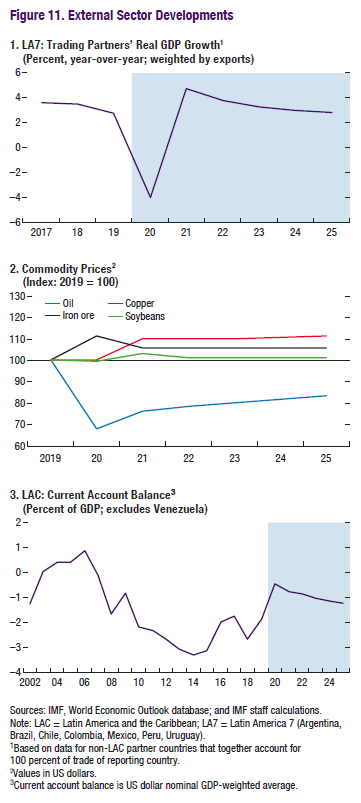 Figure 11. External Sector Developments
1. LA7: Trading Partners' Real GDP Growth¹
(Percent, year-over-year; weighted by exports)
6
4
2
0
–2
–4
–6
2017 18 19 20 21 22 23 24 25
2. Commodity Prices²
(Index: 2019 = 100)
130
120
110
100
90
80
70
60
Oil Copper
Iron ore Soybeans
2019 20 21 22 23 24 25
3. LAC: Current Account Balance³
(Percent of GDP; excludes Venezuela)
2
1
0
–1
–2
–3
–4
2002 04 06 08 10 12 14 16 18 20 22 24
Sources: IMF, World Economic Outlook database; and IMF staff calculations.
Note: LAC = Latin America and the Caribbean; LA7 = Latin America 7 (Argentina,
Brazil, Chile, Colombia, Mexico, Peru, Uruguay).
¹Based on data for non-LAC partner countries that together account for
100 percent of trade of reporting country.
²Values in US dollars.
³Current account balance is US dollar nominal GDP-weighted average.